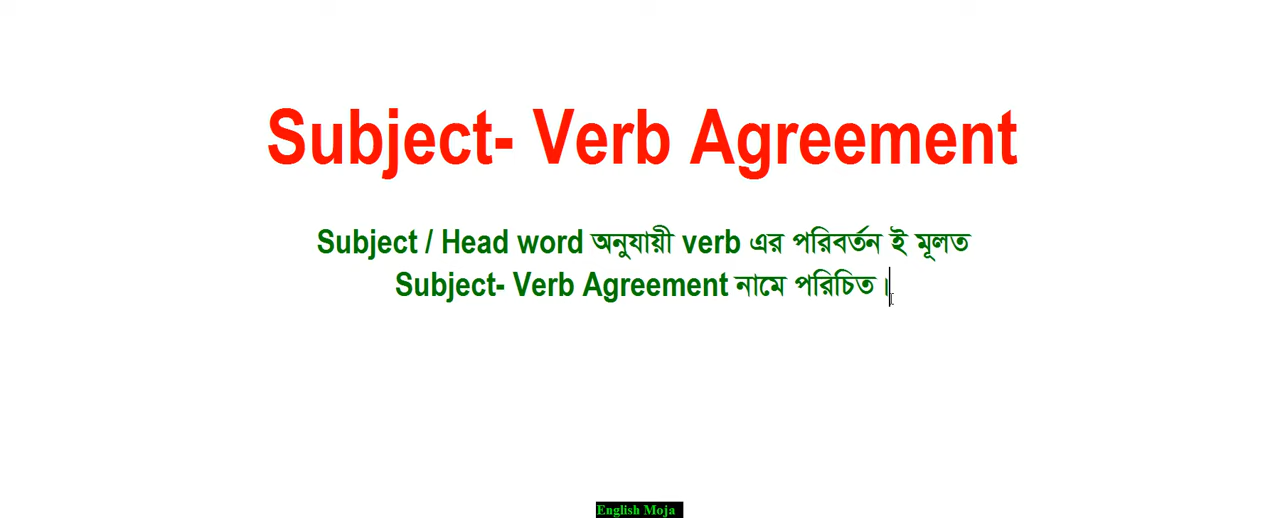 Subject- Verb Agreement
Subject / Head word অনুযায়ী verb এর পরিবর্তন ই মূলত
Subject- Verb Agreement নামে পরিচিত।
English Moja